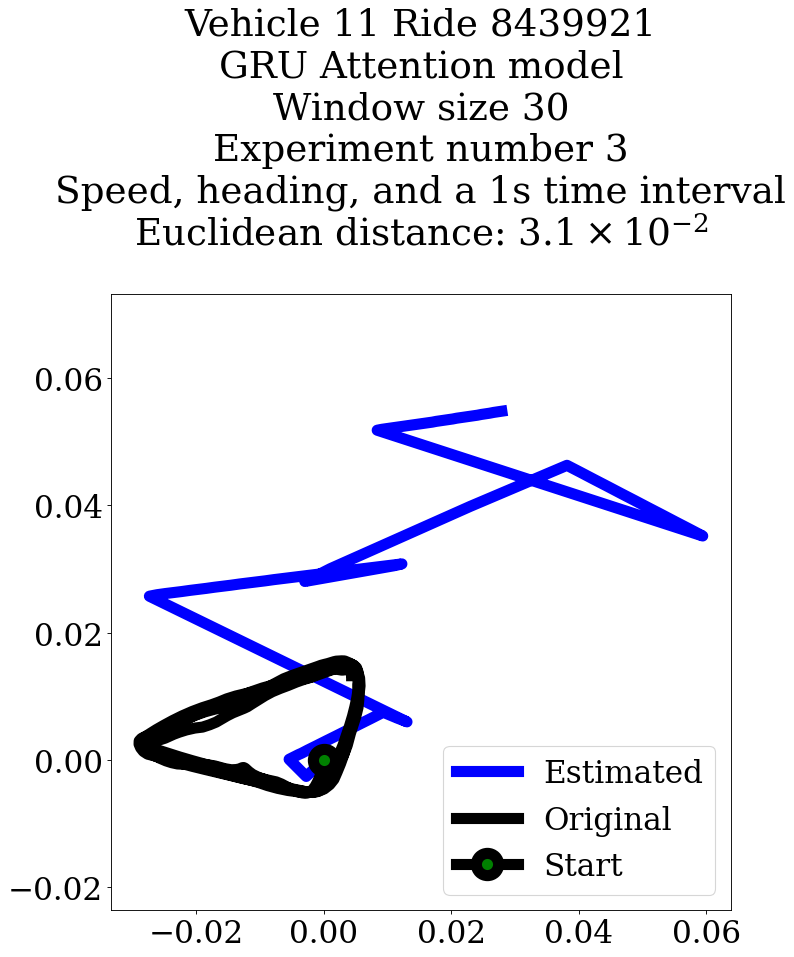 Vehicle 11 Ride 8439921
GRU Attention model
Window size 30
Experiment number 3
Speed, heading, and a 1s time interval
Euclidean distance: 3.1 × 10⁻²
0.06
0.04
0.02
0.00
−0.02
Estimated
Original
Start
−0.02 0.00 0.02 0.04 0.06